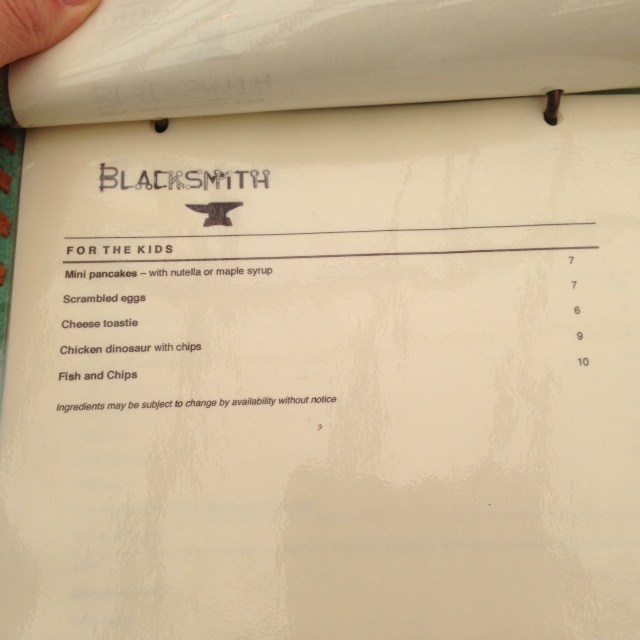 BLACKSMITH
FOR THE KIDS
Mini pancakes – with nutella or maple syrup 7
Scrambled eggs 7
Cheese toastie 6
Chicken dinosaur with chips 9
Fish and Chips 10
Ingredients may be subject to change by availability without notice